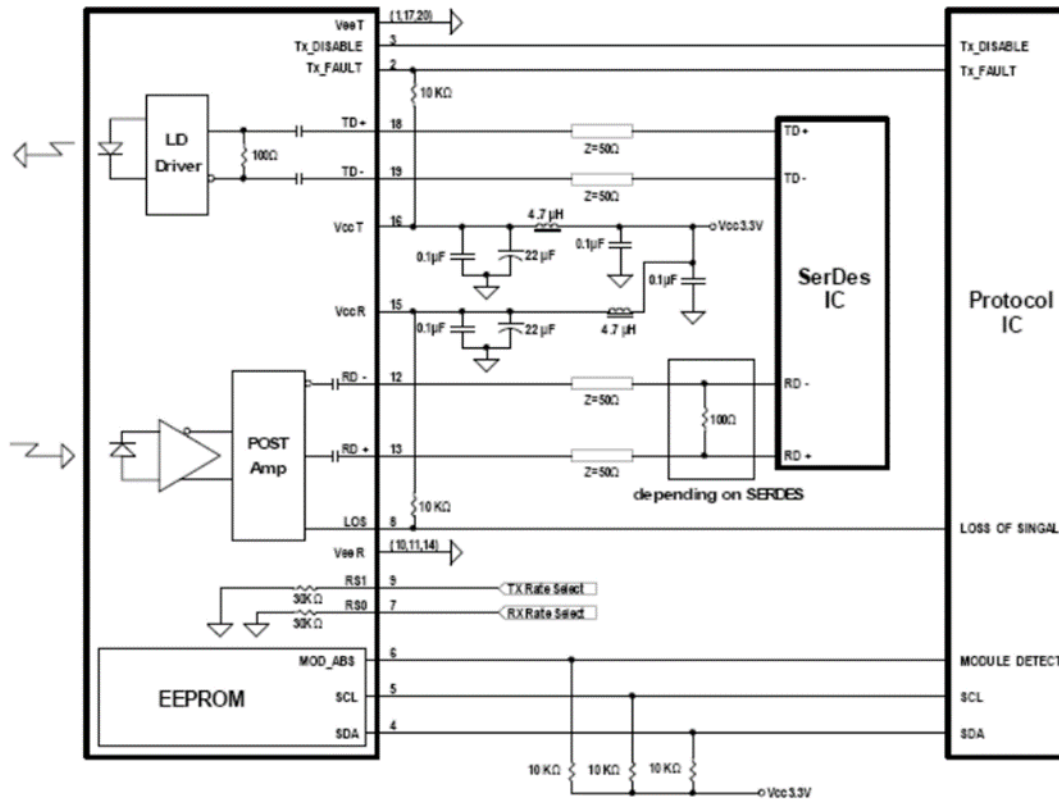 VeeT (1,17,20)
Tx_DISABLE 3 Tx_DISABLE
Tx_FAULT 2 Tx_FAULT
10 KΩ
LD
Driver
100Ω
TD+ 18 Z=50Ω TD+
TD- 19 Z=50Ω TD-
VccT 16 4.7 µH Vcc3.3V
0.1µF 22 µF 0.1µF 0.1µF
SerDes
IC
Protocol
IC
VccR 15 4.7 µH
0.1µF 22 µF
RD - 12 Z=50Ω RD -
100Ω
POST
Amp
RD + 13 Z=50Ω RD +
depending on SERDES
10 KΩ
LOS 8 LOSS OF SINGAL
VeeR (10,11,14)
RS1 9 TX Rate Select
30KΩ
RS0 7 RX Rate Select
30KΩ
EEPROM
MOD_ABS 6 MODULE DETECT
SCL 5 SCL
SDA 4 SDA
10 KΩ 10 KΩ 10 KΩ
Vcc3.3V